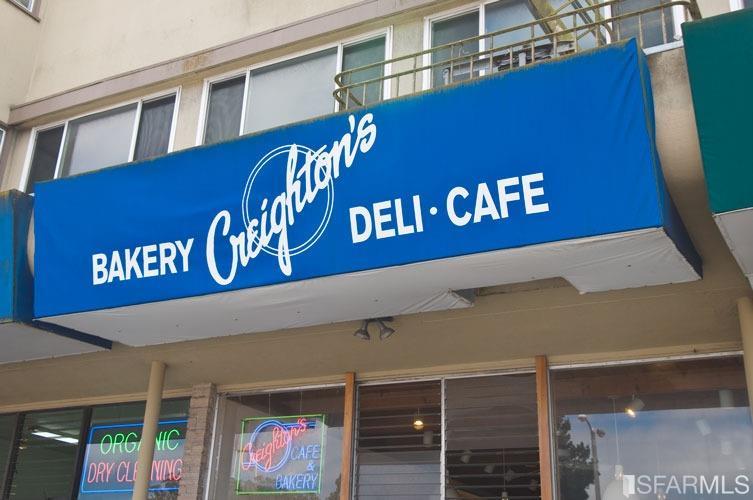 BAKERY Creighton's DELI · CAFE
ORGANIC
DRY CLEANING
Creighton's
CAFE
&
BAKERY
SFARMLS